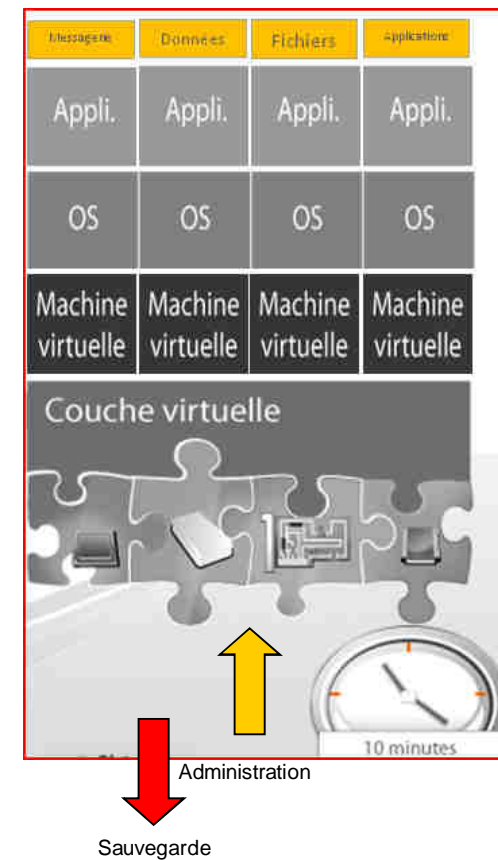 Messagerie Données Fichiers Applications
Appli. Appli. Appli. Appli.
OS OS OS OS
Machine Machine Machine Machine
virtuelle virtuelle virtuelle virtuelle
Couche virtuelle
10 minutes
Administration
Sauvegarde